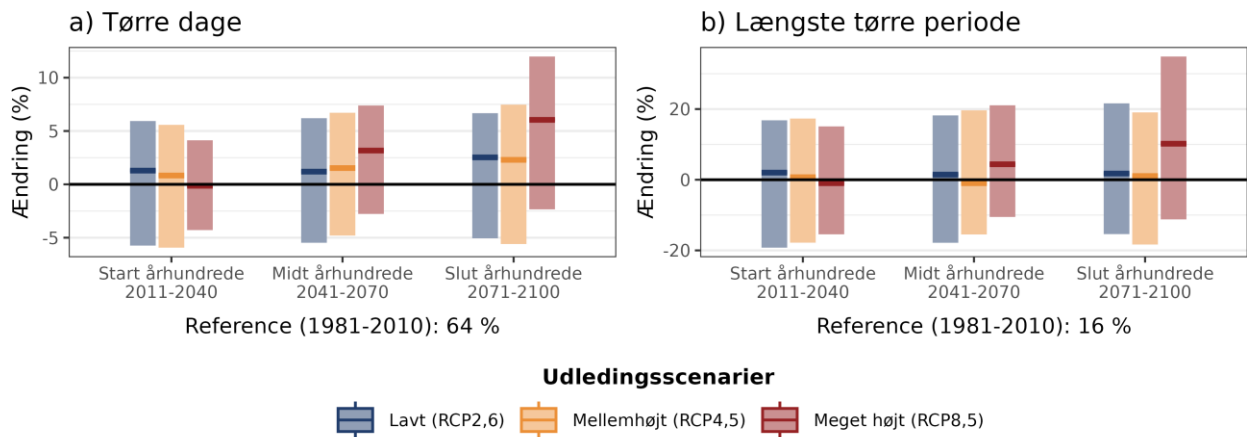 a) Tørre dage
Ændring (%)
10
5
0
-5
Start århundrede
2011-2040
Midt århundrede
2041-2070
Slut århundrede
2071-2100
Reference (1981-2010): 64 %
b) Længste tørre periode
Ændring (%)
20
0
-20
Start århundrede
2011-2040
Midt århundrede
2041-2070
Slut århundrede
2071-2100
Reference (1981-2010): 16 %
Udledingsscenarier
Lavt (RCP2,6)
Mellemhøjt (RCP4,5)
Meget højt (RCP8,5)